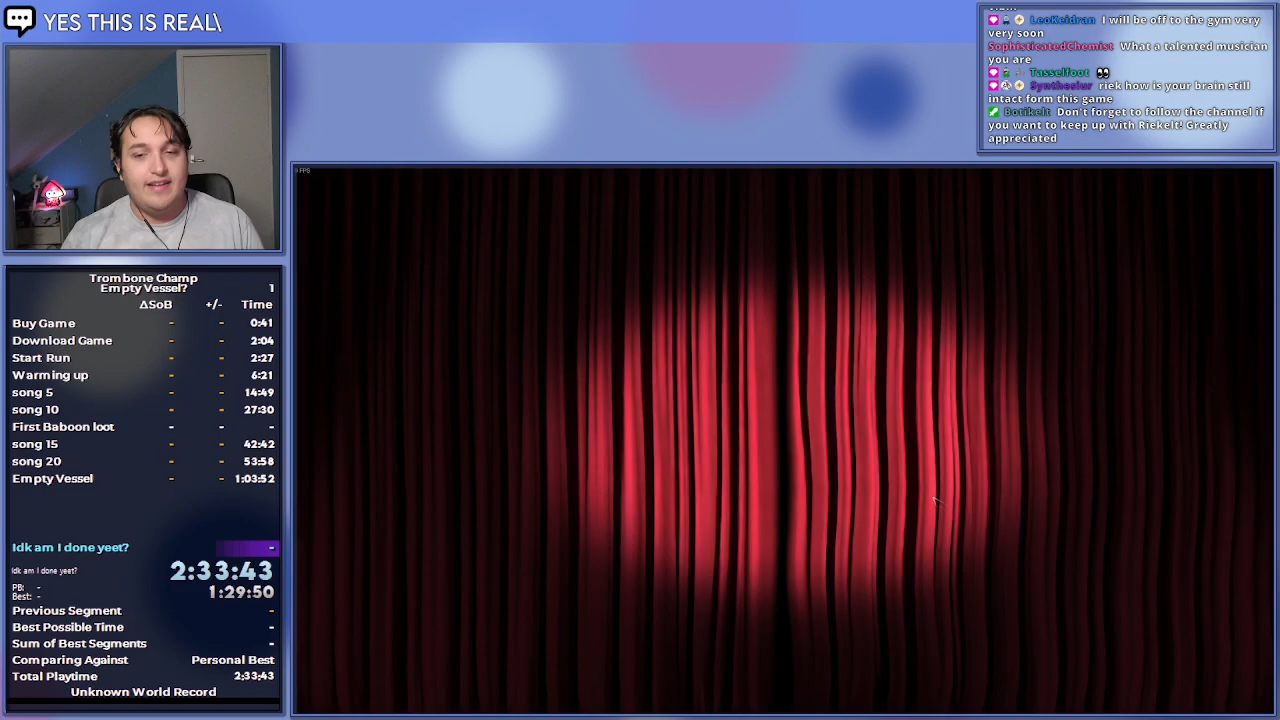 YES THIS IS REAL\
LeoKeidran I will be off to the gym very
very soon
SophisticatedChemist What a talented musician
you are
Tasselfoot
Synthesiur riek how is your brain still
intact form this game
Botikelt Don't forget to follow the channel if
you want to keep up with Riekelt! Greatly
appreciated
FPS
Trombone Champ
Empty Vessel? 1
ΔSoB +/- Time
Buy Game - - 0:41
Download Game - - 2:04
Start Run - - 2:27
Warming up - - 6:21
song 5 - - 14:49
song 10 - - 27:30
First Baboon loot - - -
song 15 - - 42:42
song 20 - - 53:58
Empty Vessel - - 1:03:52
Idk am I done yeet? -
Idk am I done yeet? 2:33:43
PB: -
Best: - 1:29:50
Previous Segment -
Best Possible Time -
Sum of Best Segments -
Comparing Against Personal Best
Total Playtime 2:33:43
Unknown World Record